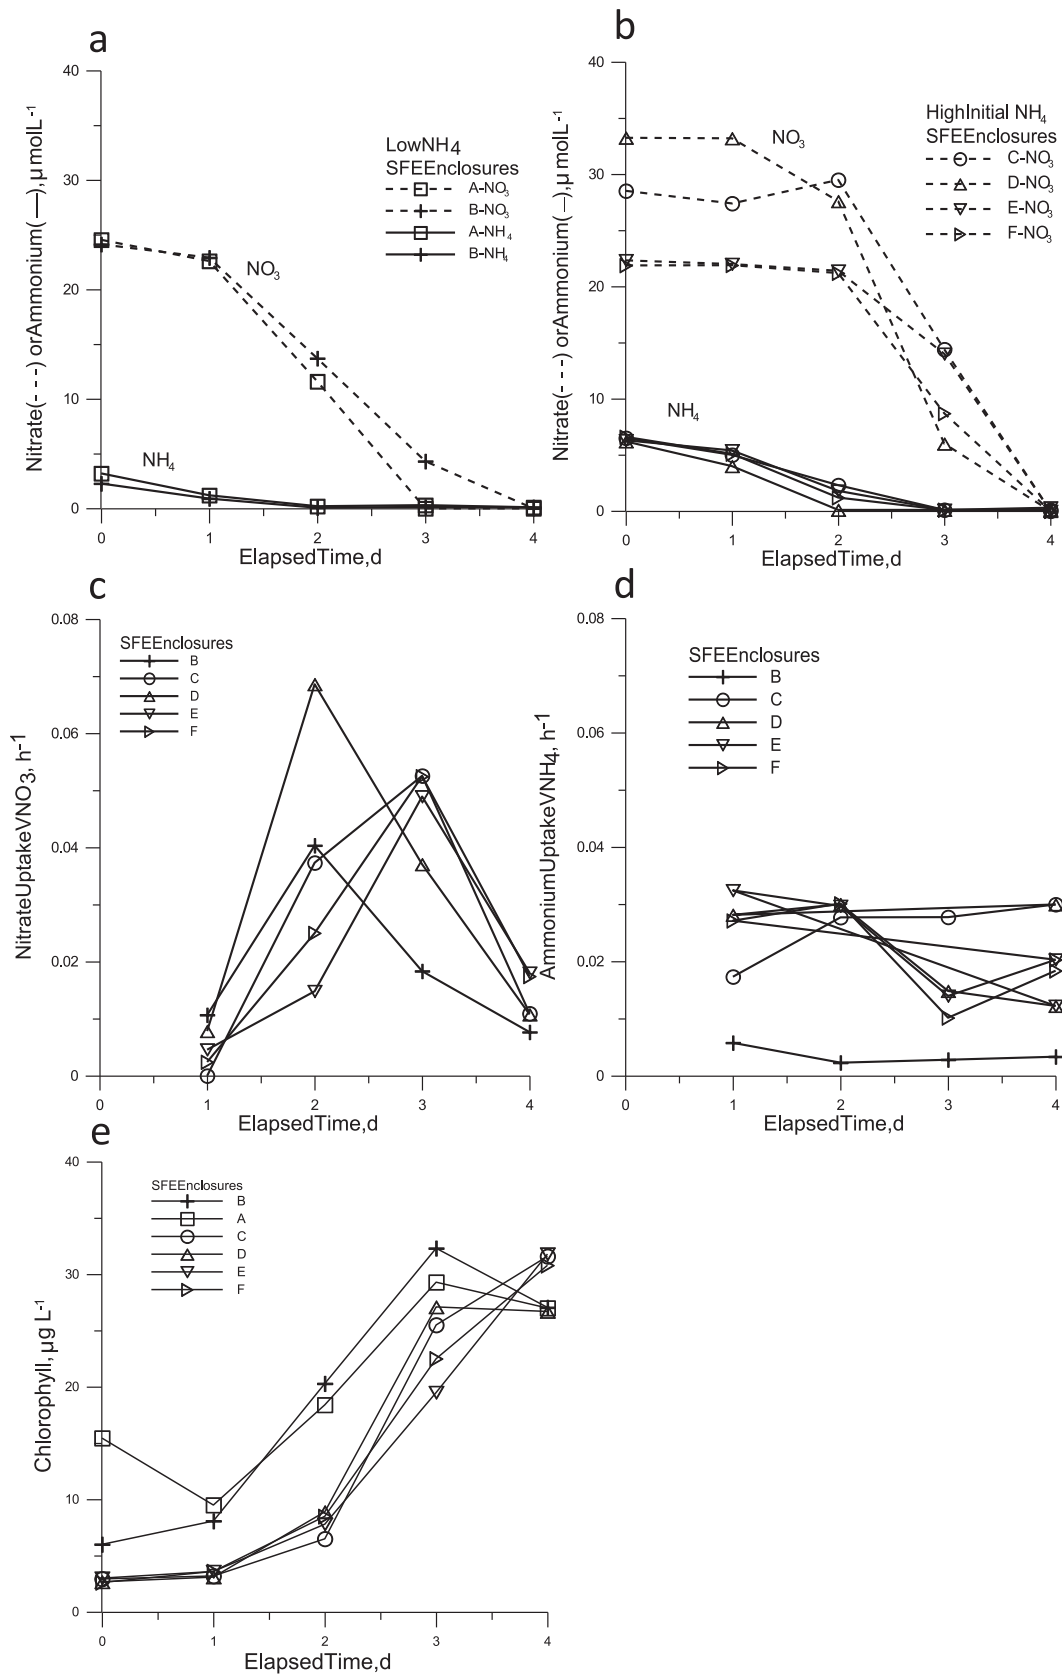 a
40
30
20
10
0
0 1 2 3 4
ElapsedTime,d
Nitrate(- - -) orAmmonium(—),µmolL-1
LowNH4
SFEEnclosures
A-NO3
B-NO3
A-NH4
B-NH4
NO3
NH4
b
40
30
20
10
0
0 1 2 3 4
ElapsedTime,d
Nitrate(- - -) orAmmonium(—),µmolL-1
HighInitial NH4
SFEEnclosures
C-NO3
D-NO3
E-NO3
F-NO3
NO3
NH4
c
0.08
0.06
0.04
0.02
0
0 1 2 3 4
ElapsedTime,d
NitrateUptakeVNO3, h-1
SFEEnclosures
B
C
D
E
F
d
0.08
0.06
0.04
0.02
0
0 1 2 3 4
ElapsedTime,d
AmmoniumUptakeVNH4, h-1
SFEEnclosures
B
C
D
E
F
e
40
30
20
10
0
0 1 2 3 4
ElapsedTime,d
Chlorophyll,µg L-1
SFEEnclosures
B
A
C
D
E
F